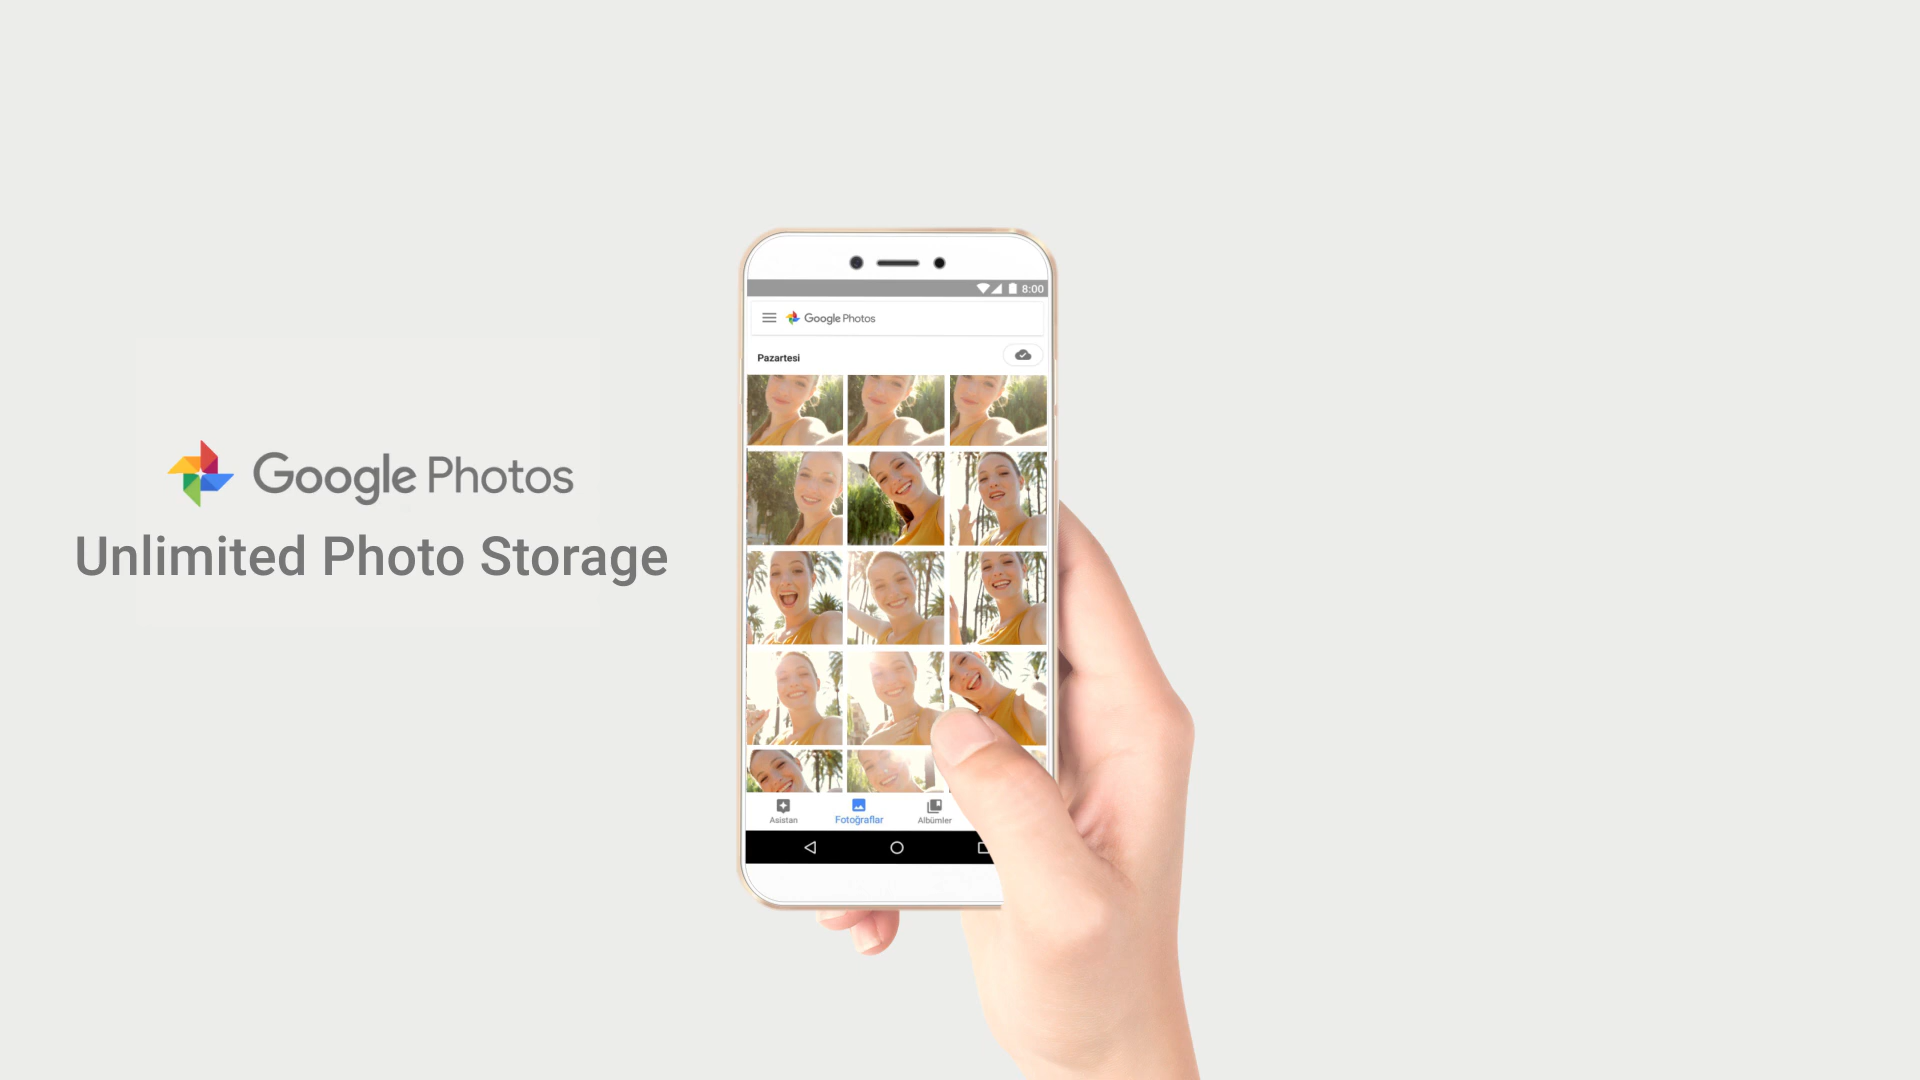 Google Photos
Unlimited Photo Storage
8:00
Google Photos
Pazartesi
Asistan
Fotoğraflar
Albümler